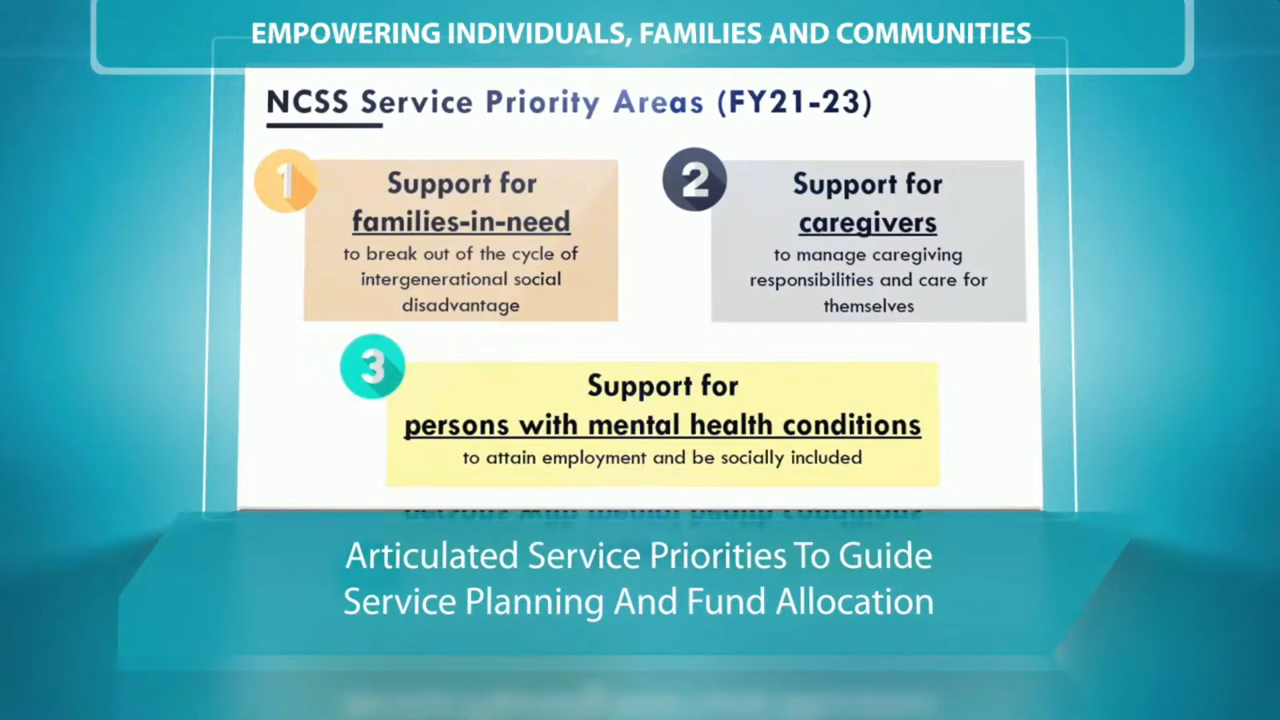 EMPOWERING INDIVIDUALS, FAMILIES AND COMMUNITIES
NCSS Service Priority Areas (FY21-23)
1
Support for
families-in-need
to break out of the cycle of
intergenerational social
disadvantage
2
Support for
caregivers
to manage caregiving
responsibilities and care for
themselves
3
Support for
persons with mental health conditions
to attain employment and be socially included
Articulated Service Priorities To Guide
Service Planning And Fund Allocation